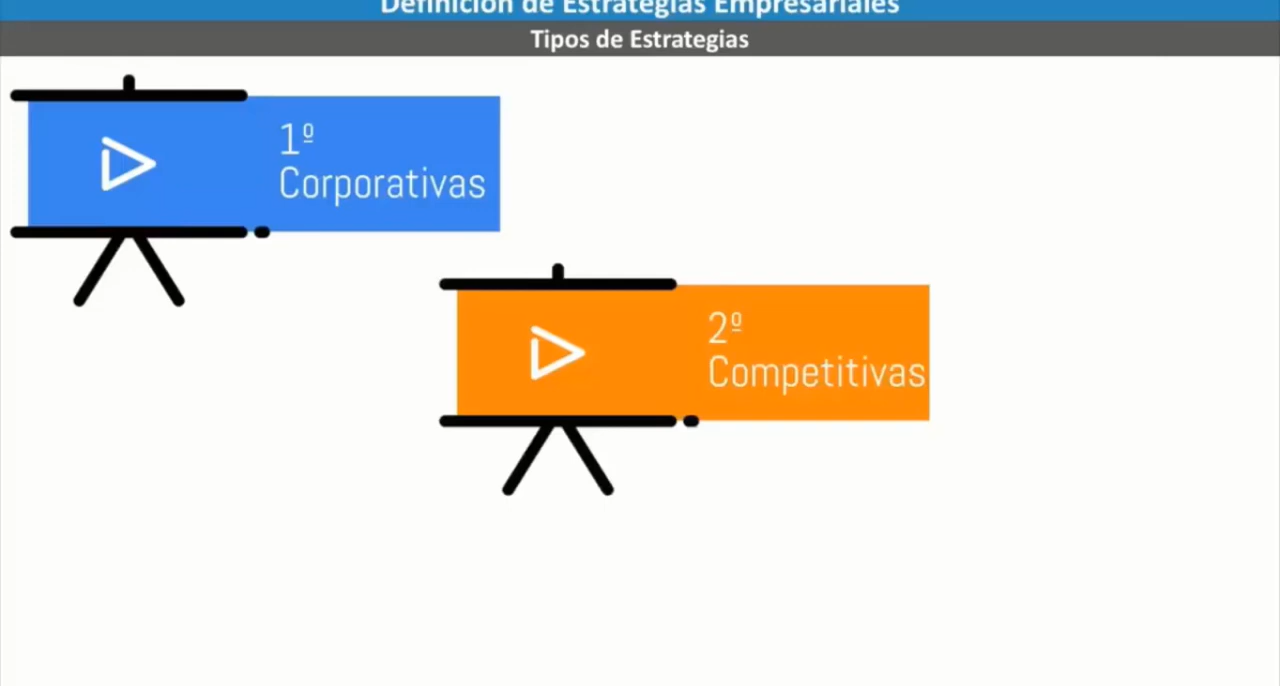 Definición de Estrategias Empresariales
Tipos de Estrategias
1º
Corporativas
2º
Competitivas